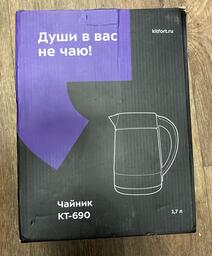 Души в вас
не чаю!
kitfort.ru
Чайник
КТ-690
1,7 л